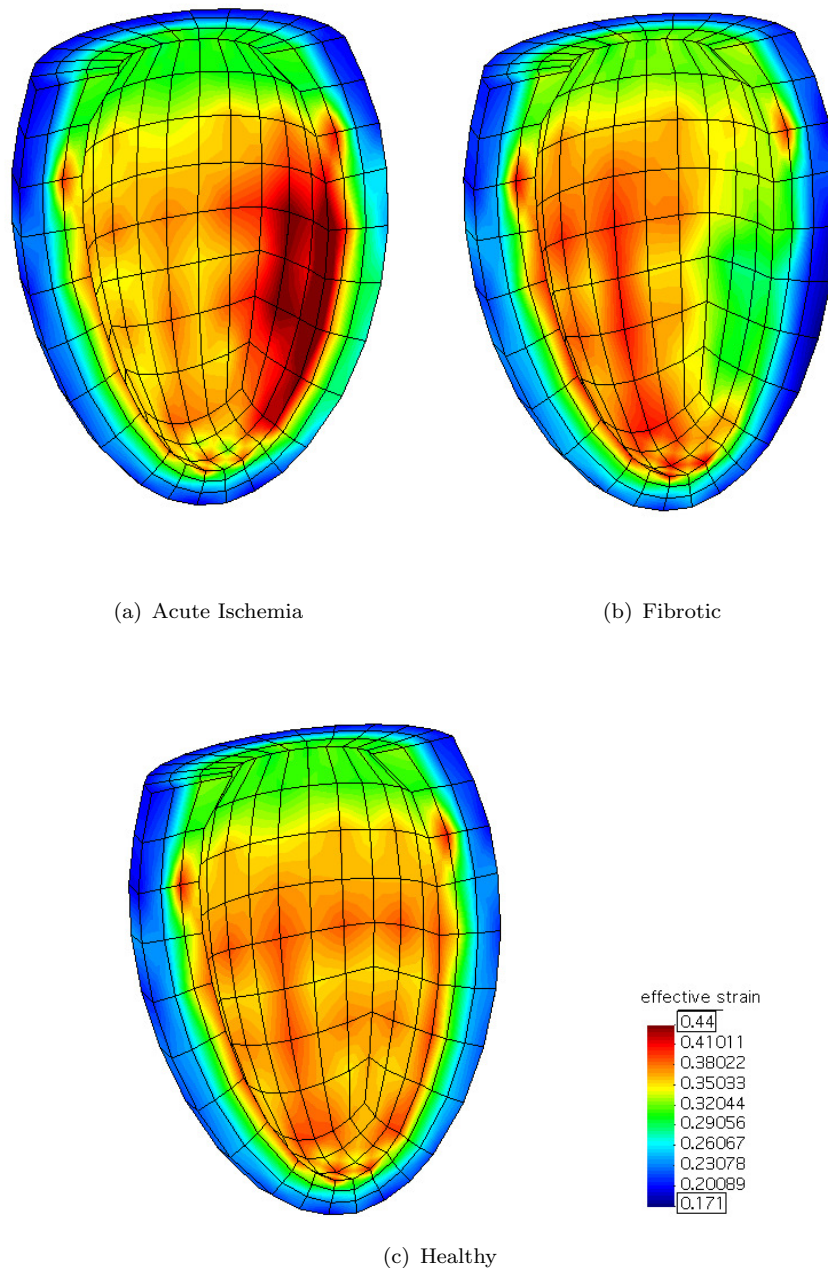 (a) Acute Ischemia
(b) Fibrotic
effective strain
0.44
0.41011
0.38022
0.35033
0.32044
0.29056
0.26067
0.23078
0.20089
0.171
(c) Healthy